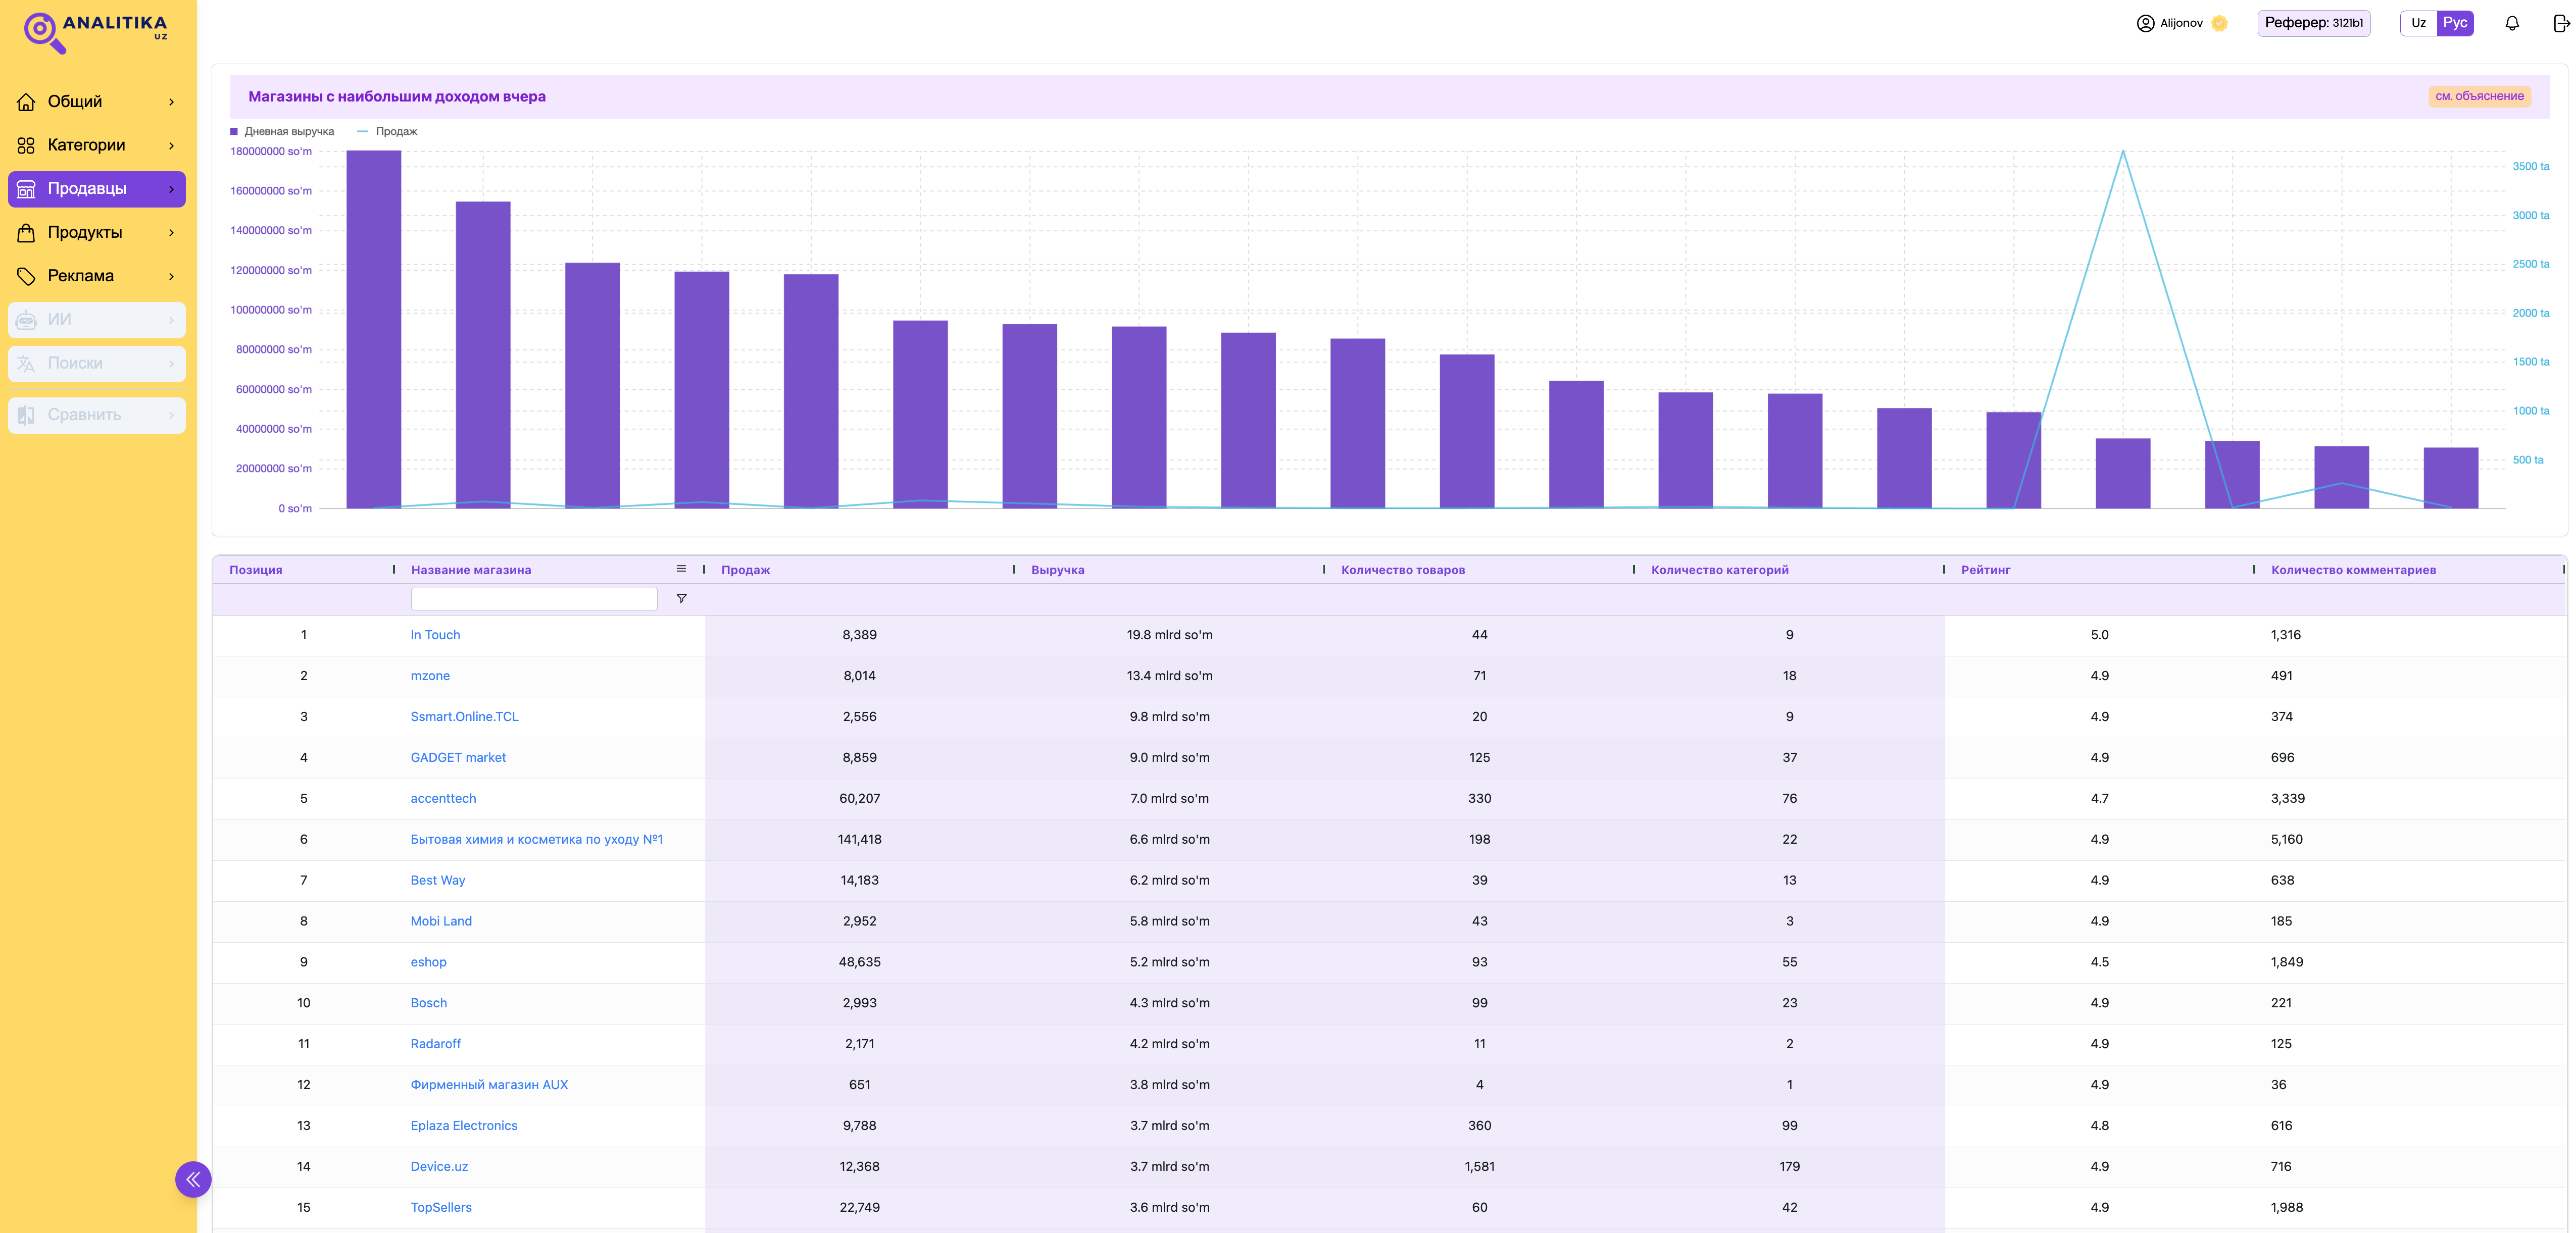 ANALITIKA
UZ
Alijonov
Реферер: 3121b1
Uz Рус
Общий
Категории
Продавцы
Продукты
Реклама
ИИ
Поиски
Сравнить
Магазины с наибольшим доходом вчера
см. объяснение
Дневная выручка Продаж
180000000 so'm
160000000 so'm
140000000 so'm
120000000 so'm
100000000 so'm
80000000 so'm
60000000 so'm
40000000 so'm
20000000 so'm
0 so'm
3500 ta
3000 ta
2500 ta
2000 ta
1500 ta
1000 ta
500 ta
Позиция Название магазина Продаж Выручка Количество товаров Количество категорий Рейтинг Количество комментариев
1 In Touch 8,389 19.8 mlrd so'm 44 9 5.0 1,316
2 mzone 8,014 13.4 mlrd so'm 71 18 4.9 491
3 Ssmart.Online.TCL 2,556 9.8 mlrd so'm 20 9 4.9 374
4 GADGET market 8,859 9.0 mlrd so'm 125 37 4.9 696
5 accenttech 60,207 7.0 mlrd so'm 330 76 4.7 3,339
6 Бытовая химия и косметика по уходу №1 141,418 6.6 mlrd so'm 198 22 4.9 5,160
7 Best Way 14,183 6.2 mlrd so'm 39 13 4.9 638
8 Mobi Land 2,952 5.8 mlrd so'm 43 3 4.9 185
9 eshop 48,635 5.2 mlrd so'm 93 55 4.5 1,849
10 Bosch 2,993 4.3 mlrd so'm 99 23 4.9 221
11 Radaroff 2,171 4.2 mlrd so'm 11 2 4.9 125
12 Фирменный магазин AUX 651 3.8 mlrd so'm 4 1 4.9 36
13 Eplaza Electronics 9,788 3.7 mlrd so'm 360 99 4.8 616
14 Device.uz 12,368 3.7 mlrd so'm 1,581 179 4.9 716
15 TopSellers 22,749 3.6 mlrd so'm 60 42 4.9 1,988